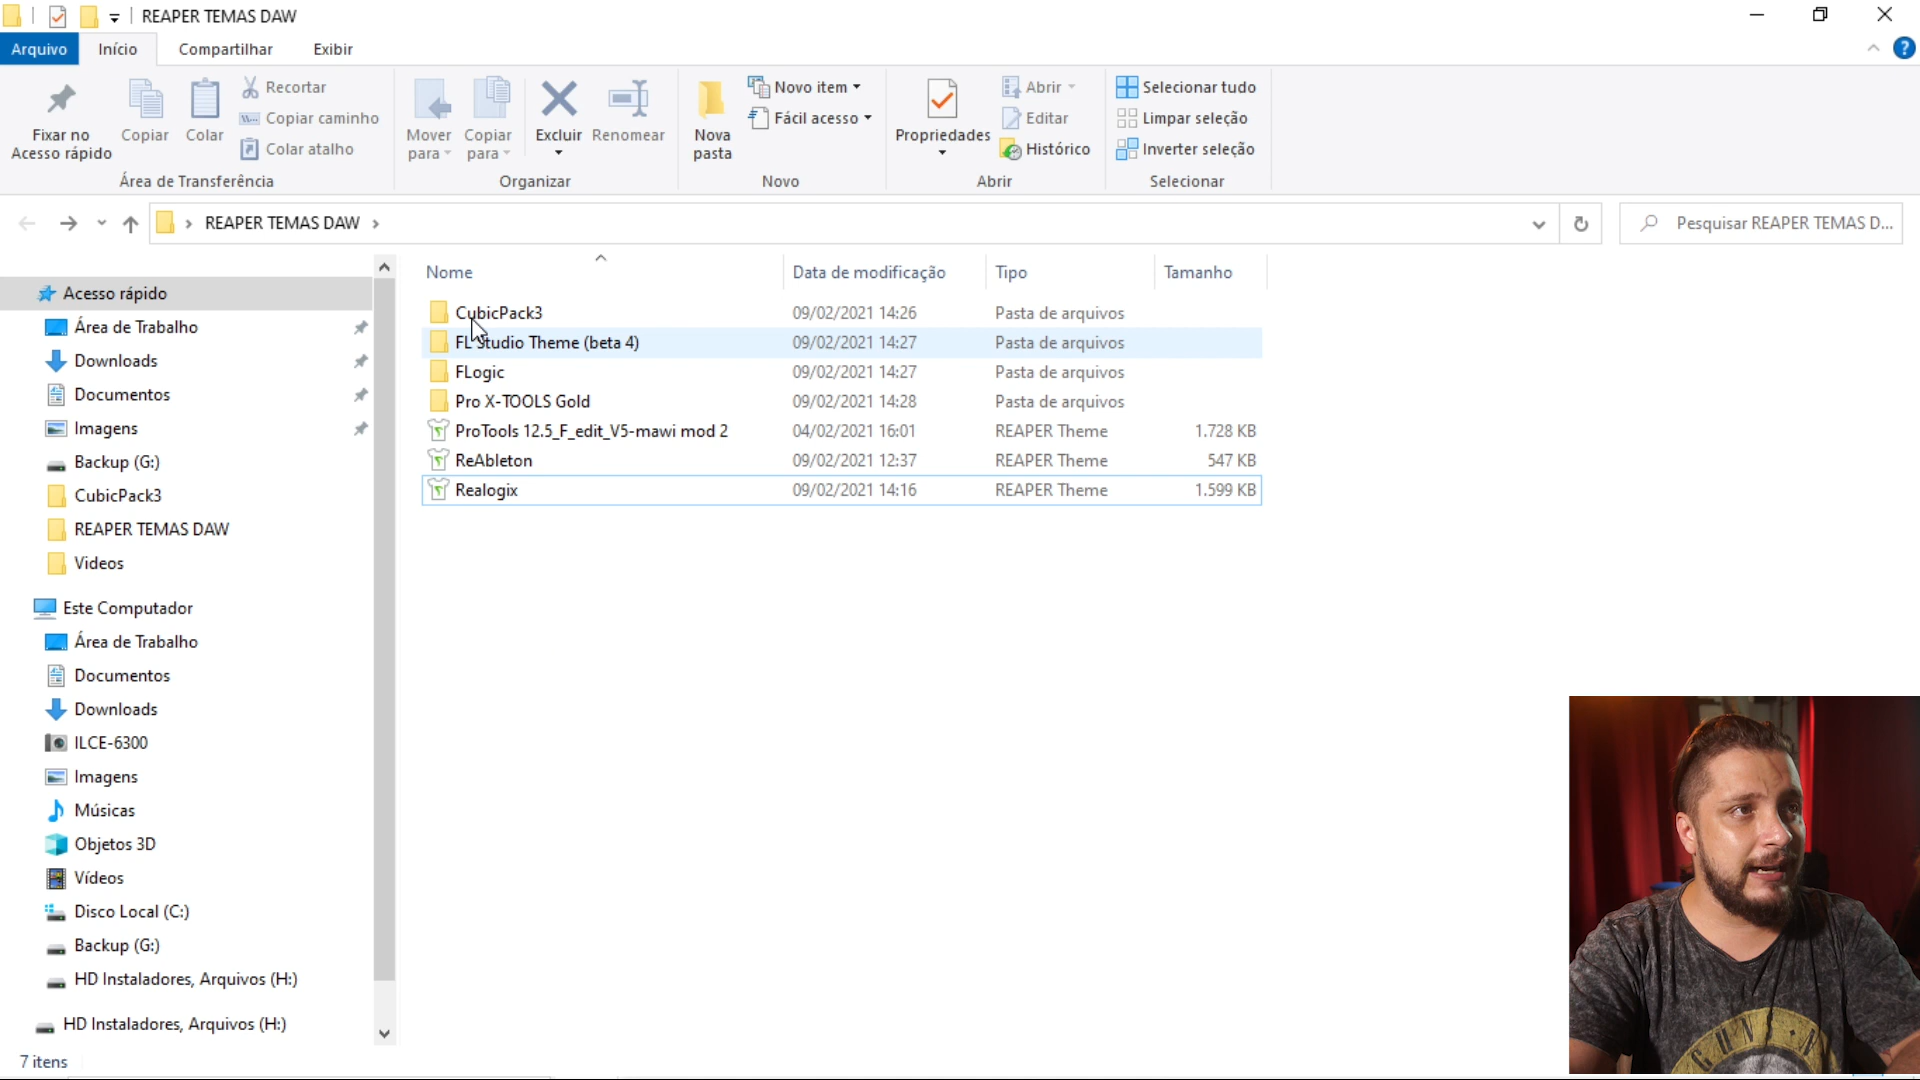 REAPER TEMAS DAW
Arquivo Início Compartilhar Exibir
Fixar no Acesso rápido
Copiar
Colar
Recortar
Copiar caminho
Colar atalho
Área de Transferência
Mover para
Copiar para
Excluir
Renomear
Organizar
Nova pasta
Novo item
Fácil acesso
Novo
Propriedades
Abrir
Editar
Histórico
Abrir
Selecionar tudo
Limpar seleção
Inverter seleção
Selecionar
REAPER TEMAS DAW
Pesquisar REAPER TEMAS D...
Acesso rápido
Área de Trabalho
Downloads
Documentos
Imagens
Backup (G:)
CubicPack3
REAPER TEMAS DAW
Videos
Este Computador
Área de Trabalho
Documentos
Downloads
ILCE-6300
Imagens
Músicas
Objetos 3D
Vídeos
Disco Local (C:)
Backup (G:)
HD Instaladores, Arquivos (H:)
HD Instaladores, Arquivos (H:)
Nome Data de modificação Tipo Tamanho
CubicPack3 09/02/2021 14:26 Pasta de arquivos
FL Studio Theme (beta 4) 09/02/2021 14:27 Pasta de arquivos
FLogic 09/02/2021 14:27 Pasta de arquivos
Pro X-TOOLS Gold 09/02/2021 14:28 Pasta de arquivos
ProTools 12.5_F_edit_V5-mawi mod 2 04/02/2021 16:01 REAPER Theme 1.728 KB
ReAbleton 09/02/2021 12:37 REAPER Theme 547 KB
Realogix 09/02/2021 14:16 REAPER Theme 1.599 KB
7 itens